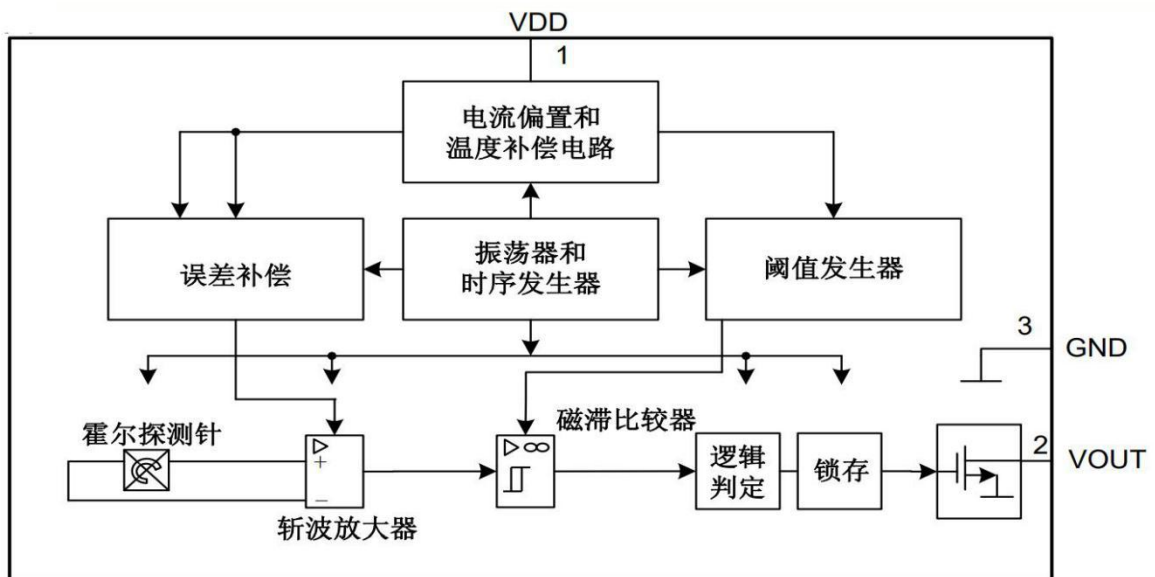 VDD
1
电流偏置和
温度补偿电路
误差补偿
振荡器和
时序发生器
阈值发生器
3
GND
霍尔探测针
磁滞比较器
+
−
∞
逻辑
判定
锁存
2
VOUT
斩波放大器